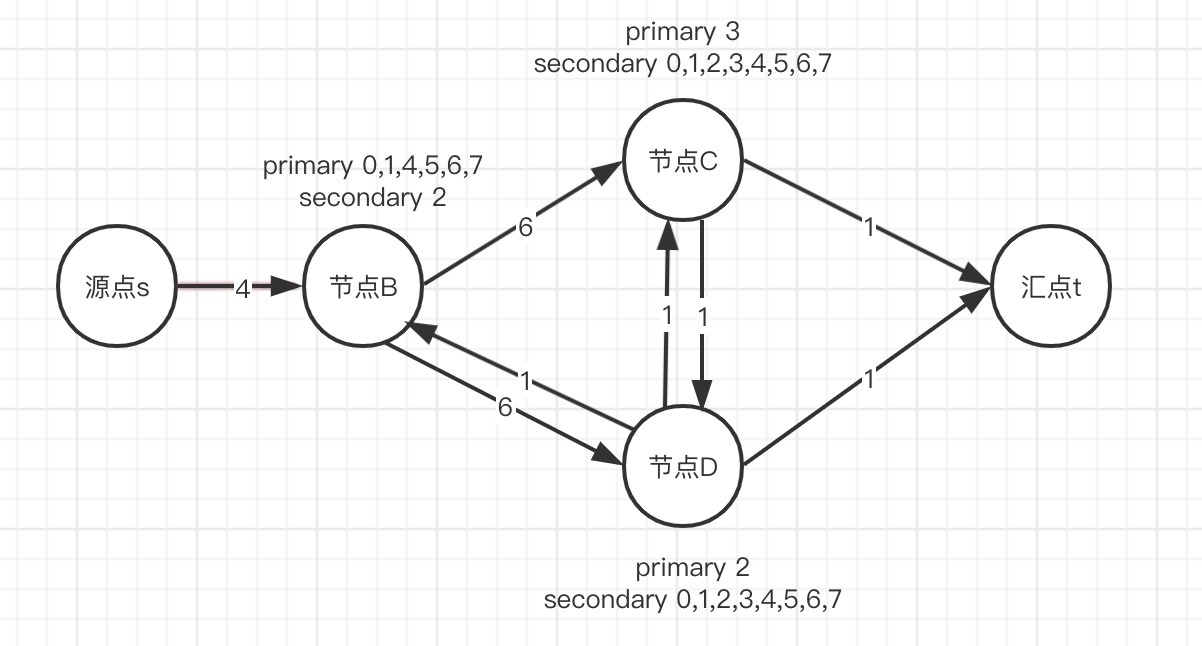 primary 3
secondary 0,1,2,3,4,5,6,7
primary 0,1,4,5,6,7
secondary 2
节点C
6
1
源点s
4
节点B
汇点t
1
1
1
6
1
节点D
primary 2
secondary 0,1,2,3,4,5,6,7